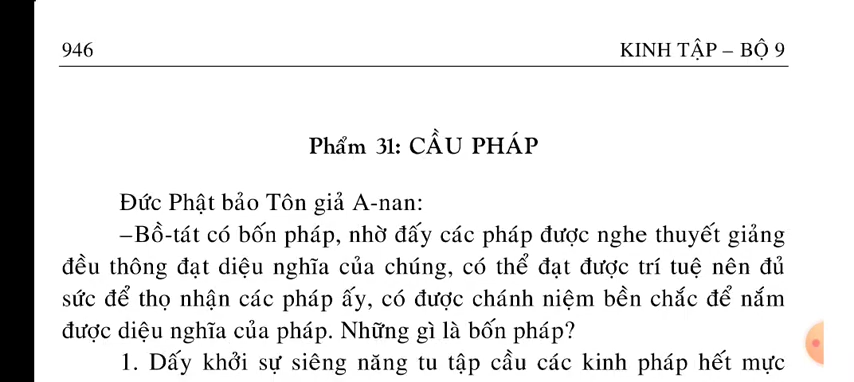 946 KINH TẬP – BỘ 9
Phẩm 31: CẦU PHÁP
Đức Phật bảo Tôn giả A-nan:
–Bồ-tát có bốn pháp, nhờ đấy các pháp được nghe thuyết giảng
đều thông đạt diệu nghĩa của chúng, có thể đạt được trí tuệ nên đủ
sức để thọ nhận các pháp ấy, có được chánh niệm bền chắc để nắm
được diệu nghĩa của pháp. Những gì là bốn pháp?
1. Dấy khởi sự siêng năng tu tập cầu các kinh pháp hết mực